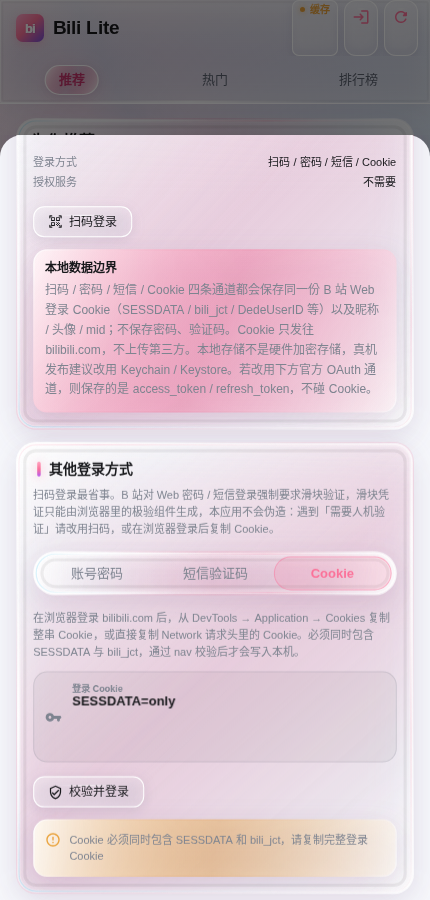 bi Bili Lite
缓存
推荐 热门 排行榜
登录方式 扫码 / 密码 / 短信 / Cookie
授权服务 不需要
扫码登录
本地数据边界
扫码 / 密码 / 短信 / Cookie 四条通道都会保存同一份 B 站 Web
登录 Cookie（SESSDATA / bili_jct / DedeUserID 等）以及昵称
/ 头像 / mid；不保存密码、验证码。Cookie 只发往
bilibili.com，不上传第三方。本地存储不是硬件加密存储，真机
发布建议改用 Keychain / Keystore。若改用下方官方 OAuth 通
道，则保存的是 access_token / refresh_token，不碰 Cookie。
其他登录方式
扫码登录最省事。B 站对 Web 密码 / 短信登录强制要求滑块验证，滑块凭
证只能由浏览器里的极验组件生成，本应用不会伪造：遇到「需要人机验
证」请改用扫码，或在浏览器登录后复制 Cookie。
账号密码 短信验证码 Cookie
在浏览器登录 bilibili.com 后，从 DevTools → Application → Cookies 复制
整串 Cookie，或直接复制 Network 请求头里的 Cookie。必须同时包含
SESSDATA 与 bili_jct，通过 nav 校验后才会写入本机。
登录 Cookie
SESSDATA=only
校验并登录
Cookie 必须同时包含 SESSDATA 和 bili_jct，请复制完整登录
Cookie